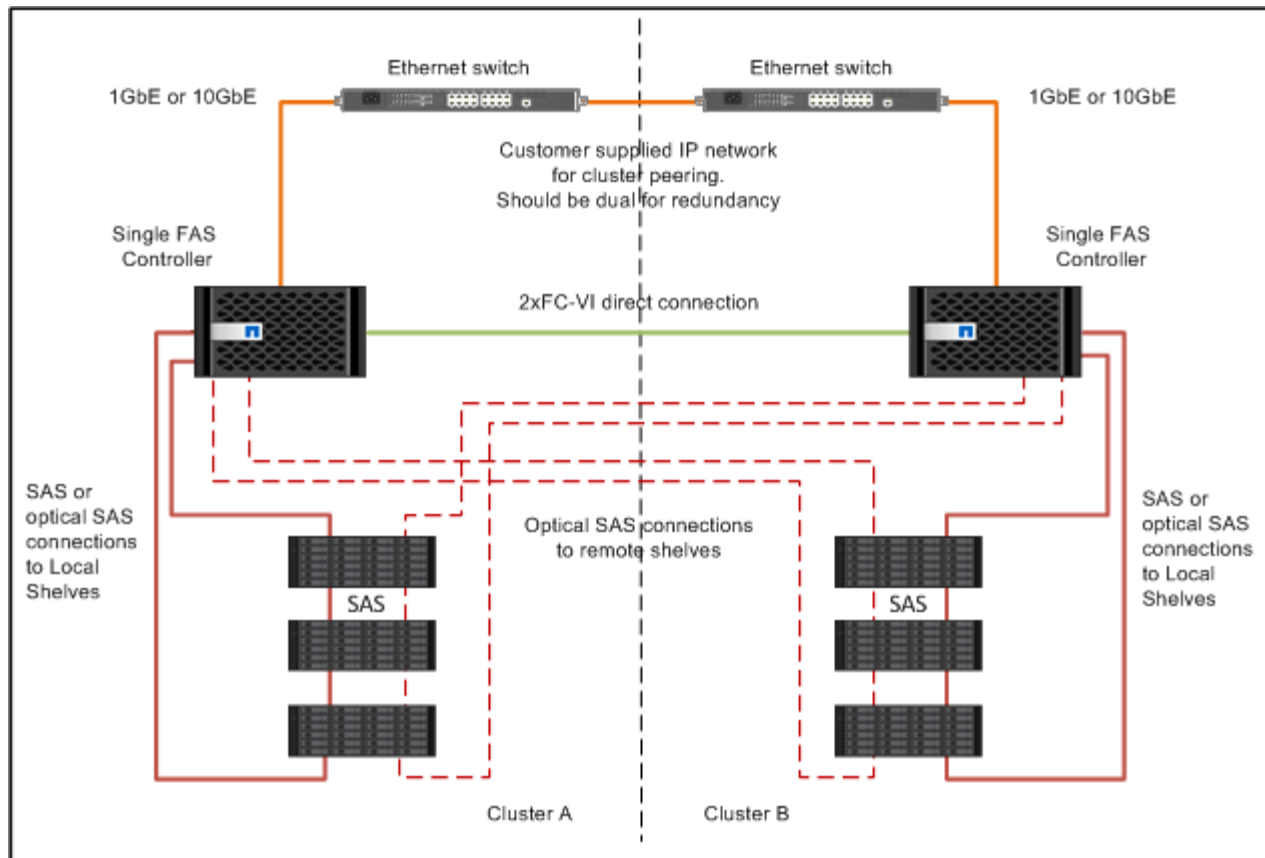 Ethernet switch
Ethernet switch
1GbE or 10GbE
1GbE or 10GbE
Customer supplied IP network
for cluster peering.
Should be dual for redundancy
Single FAS
Controller
Single FAS
Controller
2xFC-VI direct connection
SAS or
optical SAS
connections
to Local
Shelves
Optical SAS connections
to remote shelves
SAS or
optical SAS
connections
to Local
Shelves
SAS
SAS
Cluster A
Cluster B